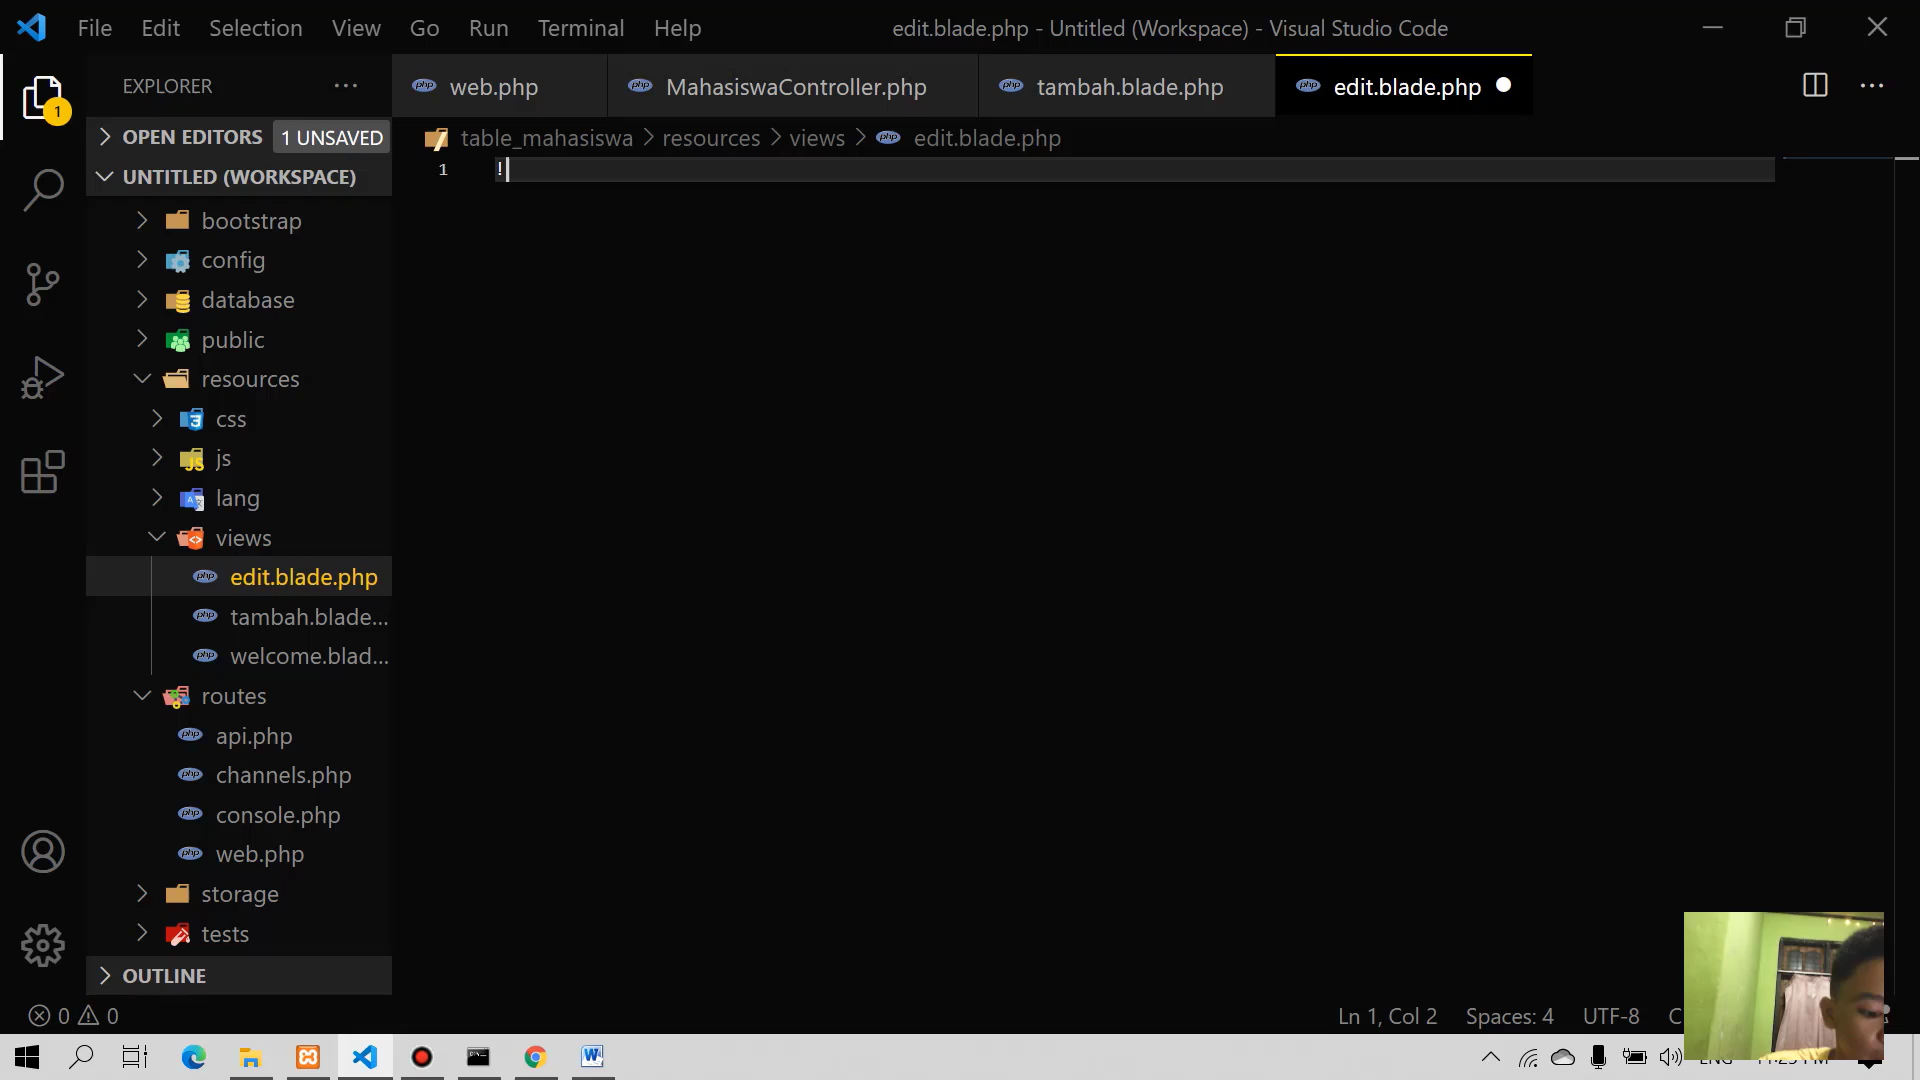 File Edit Selection View Go Run Terminal Help
edit.blade.php - Untitled (Workspace) - Visual Studio Code
EXPLORER
web.php
MahasiswaController.php
tambah.blade.php
edit.blade.php
OPEN EDITORS 1 UNSAVED
table_mahasiswa > resources > views > edit.blade.php
1 !
UNTITLED (WORKSPACE)
bootstrap
config
database
public
resources
css
js
lang
views
edit.blade.php
tambah.blade...
welcome.blad...
routes
api.php
channels.php
console.php
web.php
storage
tests
OUTLINE
0 0
Ln 1, Col 2 Spaces: 4 UTF-8